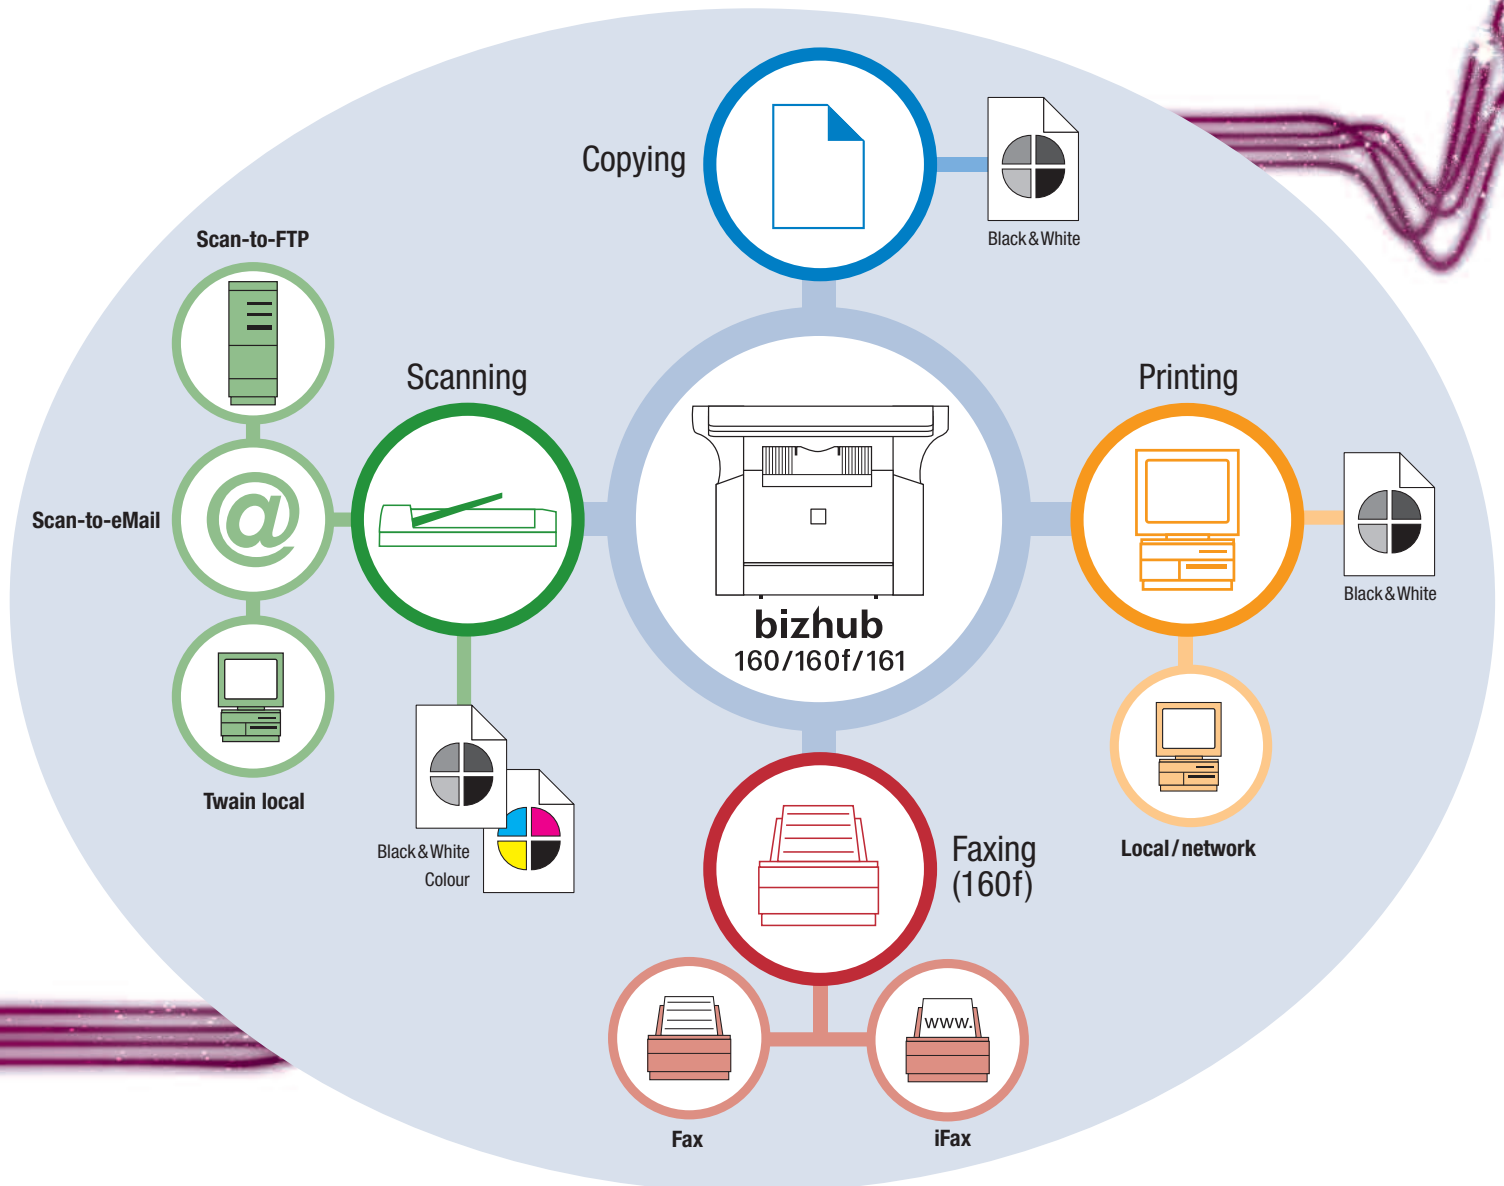 Copying
Black & White
Scan-to-FTP
Scanning
Printing
@
Scan-to-eMail
Black & White
bizhub
160/160f/161
Twain local
Black & White
Colour
Faxing
(160f)
Local / network
www.
Fax
iFax